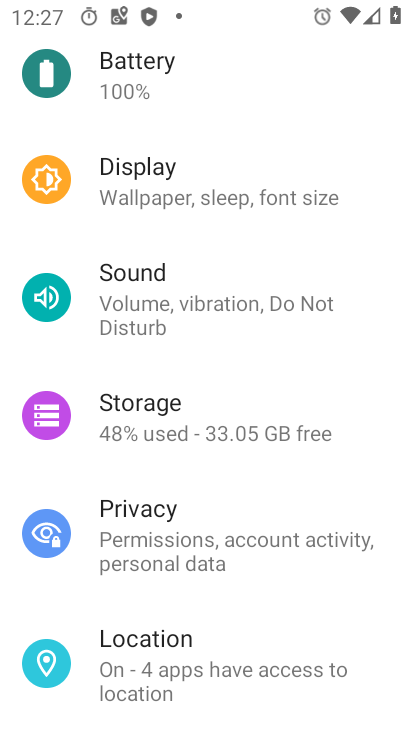 12:27
Battery
100%
Display
Wallpaper, sleep, font size
Sound
Volume, vibration, Do Not
Disturb
Storage
48% used - 33.05 GB free
Privacy
Permissions, account activity,
personal data
Location
On - 4 apps have access to
location